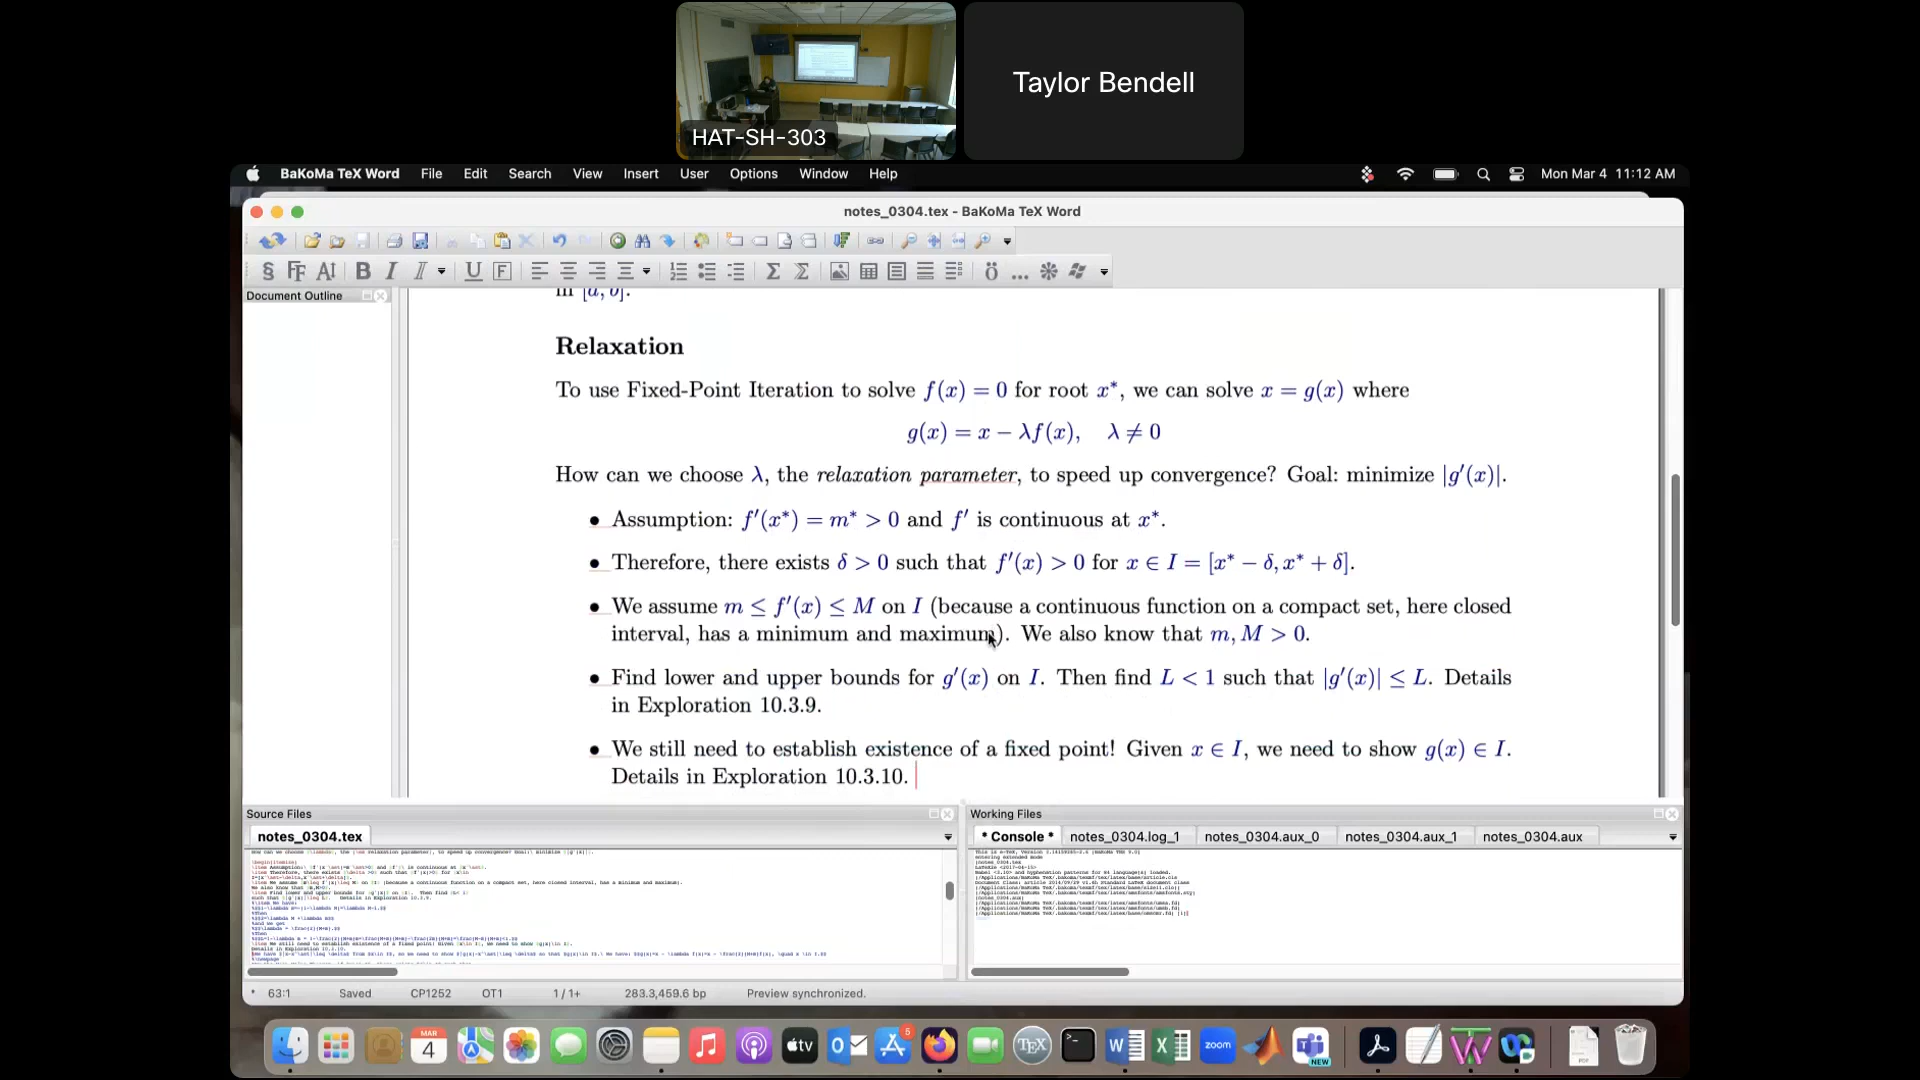 HAT-SH-303
Taylor Bendell
BaKoMa TeX Word File Edit Search View Insert User Options Window Help
Mon Mar 4 11:12 AM
notes_0304.tex - BaKoMa TeX Word
Document Outline
in [a, b].
Relaxation
To use Fixed-Point Iteration to solve f(x) = 0 for root x*, we can solve x = g(x) where
g(x) = x − λf(x), λ ≠ 0
How can we choose λ, the relaxation parameter, to speed up convergence? Goal: minimize |g′(x)|.
• Assumption: f′(x*) = m* > 0 and f′ is continuous at x*.
• Therefore, there exists δ > 0 such that f′(x) > 0 for x ∈ I = [x* − δ, x* + δ].
• We assume m ≤ f′(x) ≤ M on I (because a continuous function on a compact set, here closed
interval, has a minimum and maximum). We also know that m, M > 0.
• Find lower and upper bounds for g′(x) on I. Then find L < 1 such that |g′(x)| ≤ L. Details
in Exploration 10.3.9.
• We still need to establish existence of a fixed point! Given x ∈ I, we need to show g(x) ∈ I.
Details in Exploration 10.3.10.
Source Files
Working Files
notes_0304.tex
* Console * notes_0304.log_1 notes_0304.aux_0 notes_0304.aux_1 notes_0304.aux
* 63:1 Saved CP1252 OT1 1/1+ 283.3,459.6 bp Preview synchronized.
MAR
4
tv
5
TEX
zoom
NEW